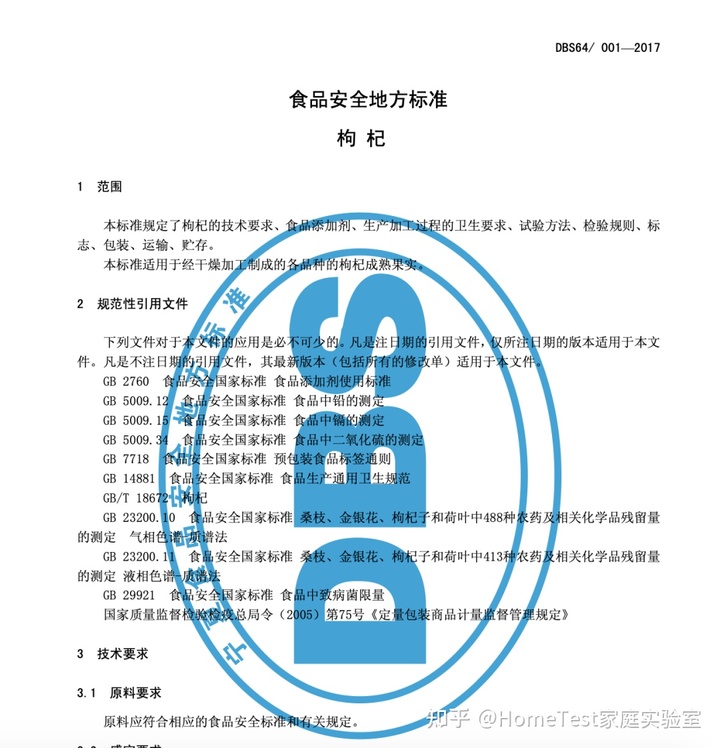 DBS64/ 001—2017
食品安全地方标准
枸 杞
1 范围
本标准规定了枸杞的技术要求、食品添加剂、生产加工过程的卫生要求、试验方法、检验规则、标
志、包装、运输、贮存。
本标准适用于经干燥加工制成的各品种的枸杞成熟果实。
2 规范性引用文件
下列文件对于本文件的应用是必不可少的。凡是注日期的引用文件，仅所注日期的版本适用于本文
件。凡是不注日期的引用文件，其最新版本（包括所有的修改单）适用于本文件。
GB 2760 食品安全国家标准 食品添加剂使用标准
GB 5009.12 食品安全国家标准 食品中铅的测定
GB 5009.15 食品安全国家标准 食品中镉的测定
GB 5009.34 食品安全国家标准 食品中二氧化硫的测定
GB 7718 食品安全国家标准 预包装食品标签通则
GB 14881 食品安全国家标准 食品生产通用卫生规范
GB/T 18672 枸杞
GB 23200.10 食品安全国家标准 桑枝、金银花、枸杞子和荷叶中488种农药及相关化学品残留量
的测定 气相色谱-质谱法
GB 23200.11 食品安全国家标准 桑枝、金银花、枸杞子和荷叶中413种农药及相关化学品残留量
的测定 液相色谱-质谱法
GB 29921 食品安全国家标准 食品中致病菌限量
国家质量监督检验检疫总局令（2005）第75号《定量包装商品计量监督管理规定》
3 技术要求
3.1 原料要求
原料应符合相应的食品安全标准和有关规定。
宁夏食品安全地方标准
DBS
知乎 @HomeTest家庭实验室